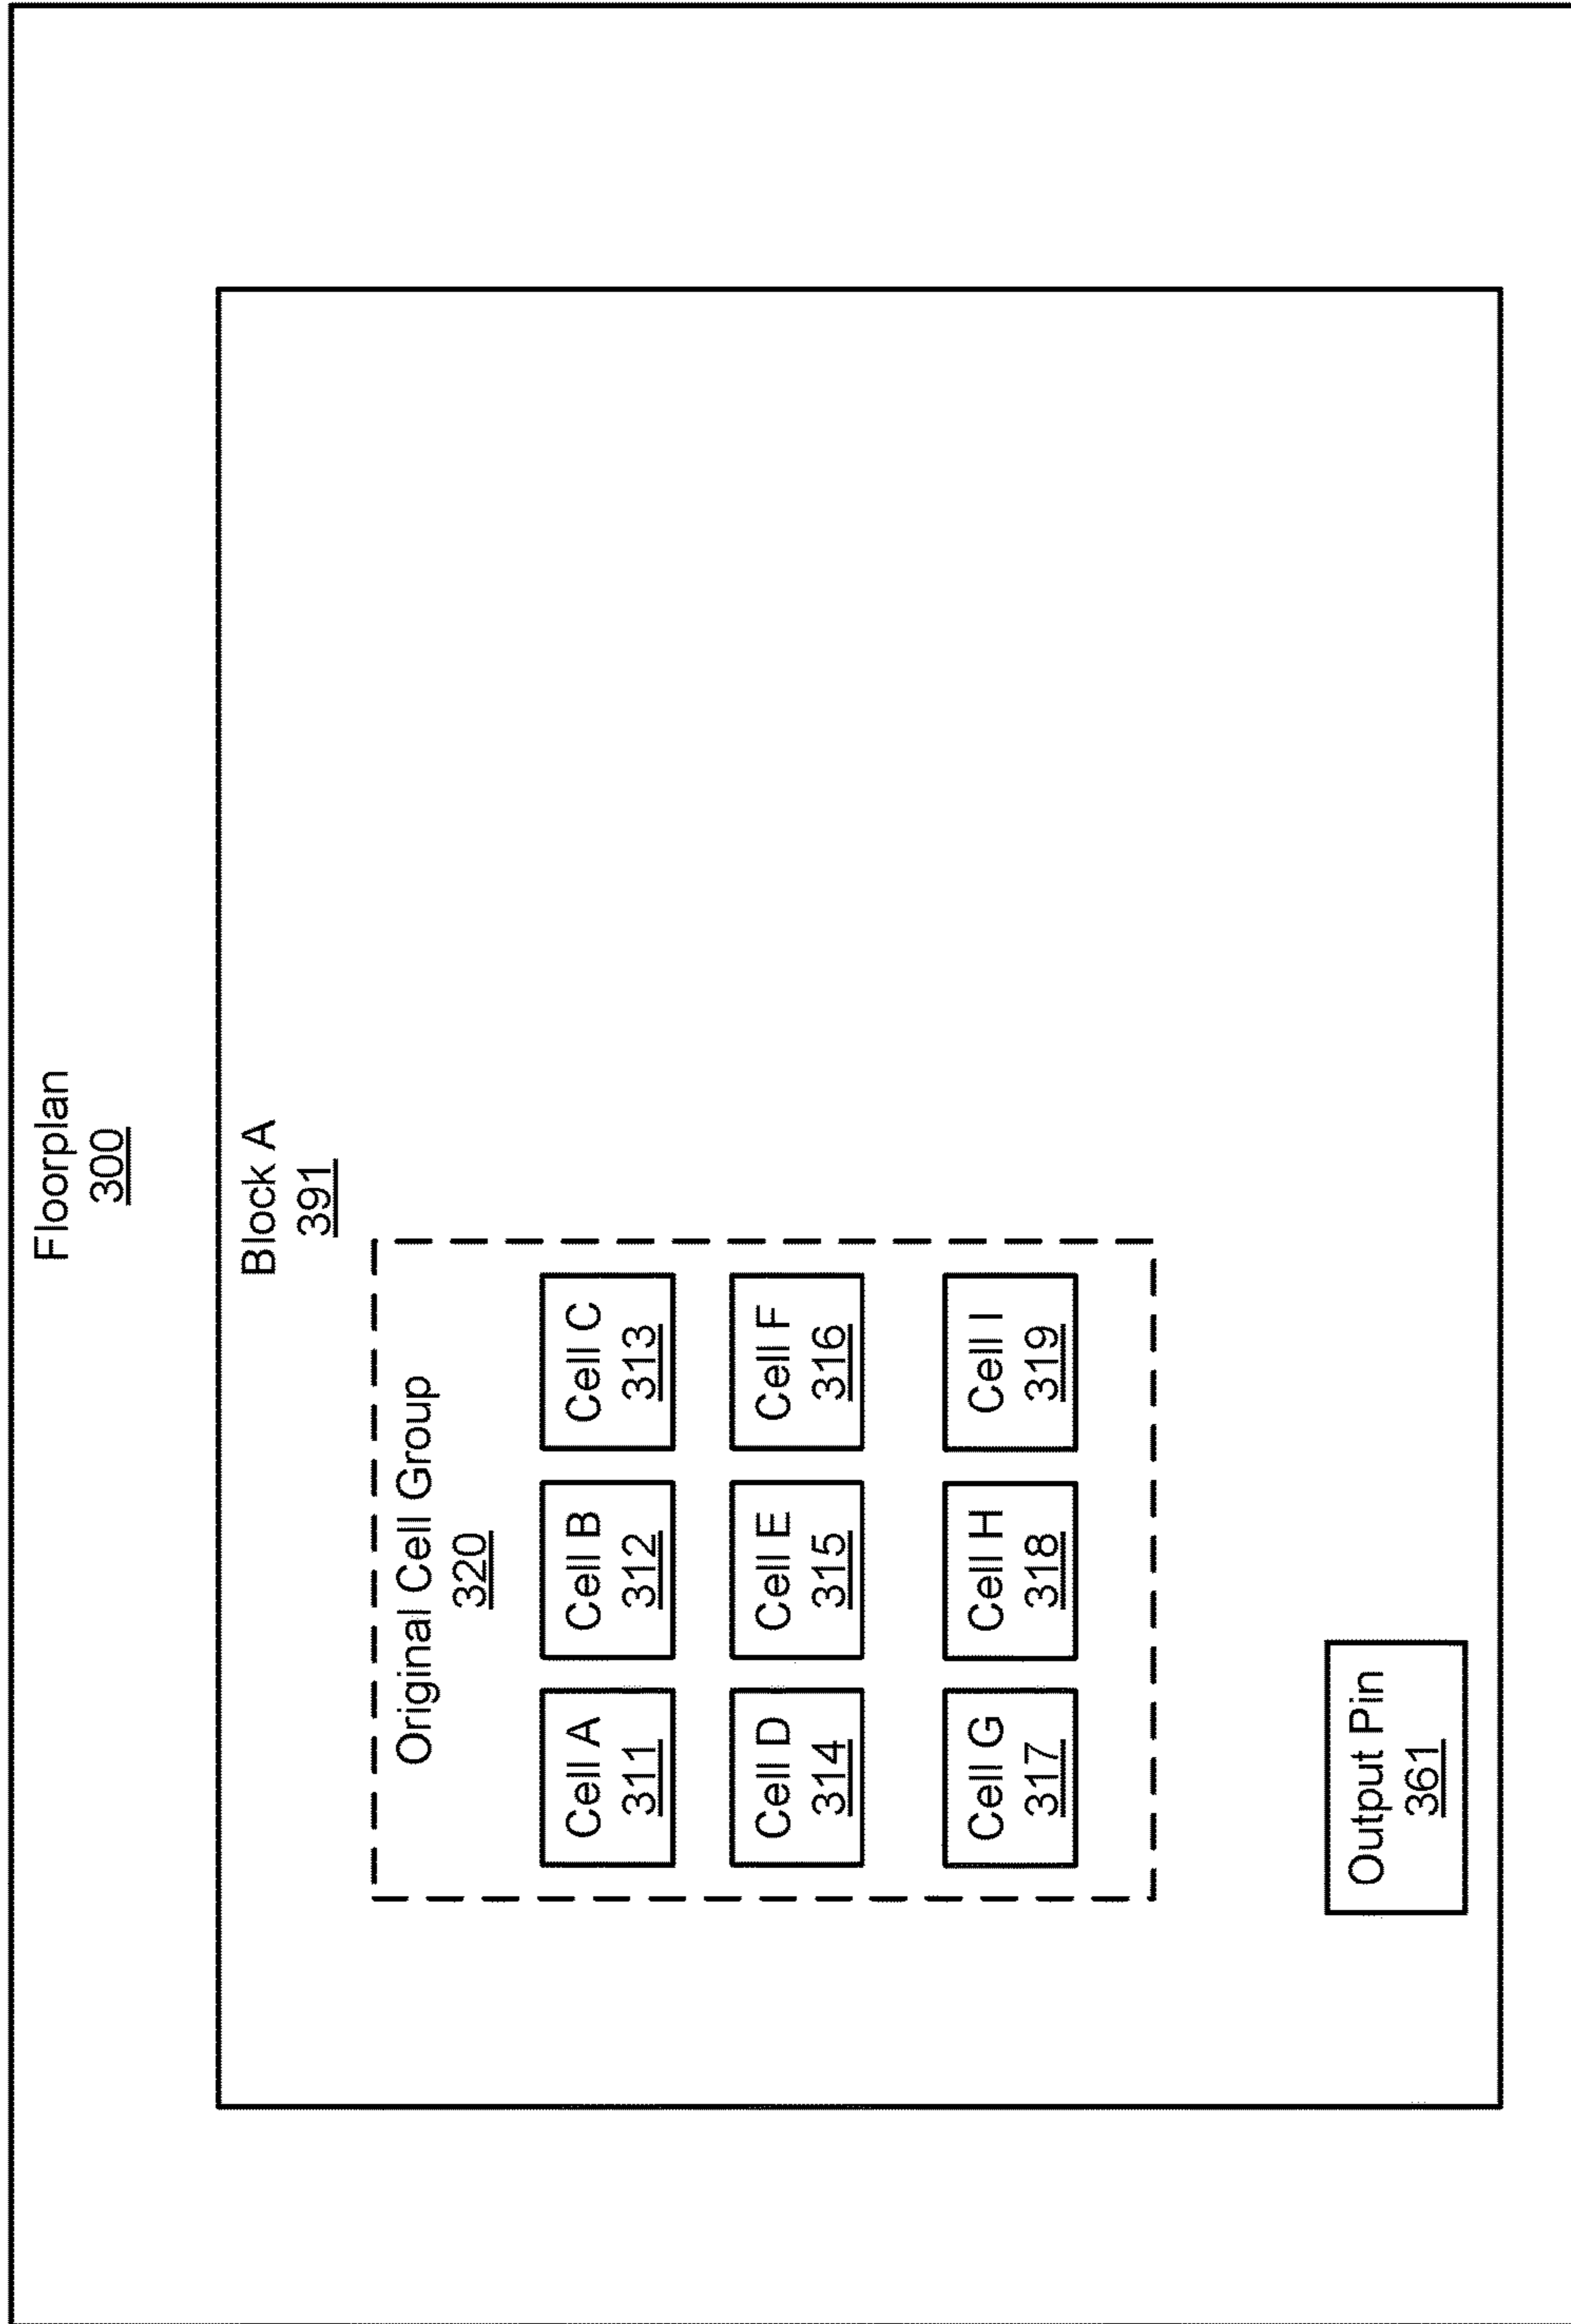 Floorplan
300
Block A
391
Original Cell Group
320
Cell A
311
Cell B
312
Cell C
313
Cell D
314
Cell E
315
Cell F
316
Cell G
317
Cell H
318
Cell I
319
Output Pin
361